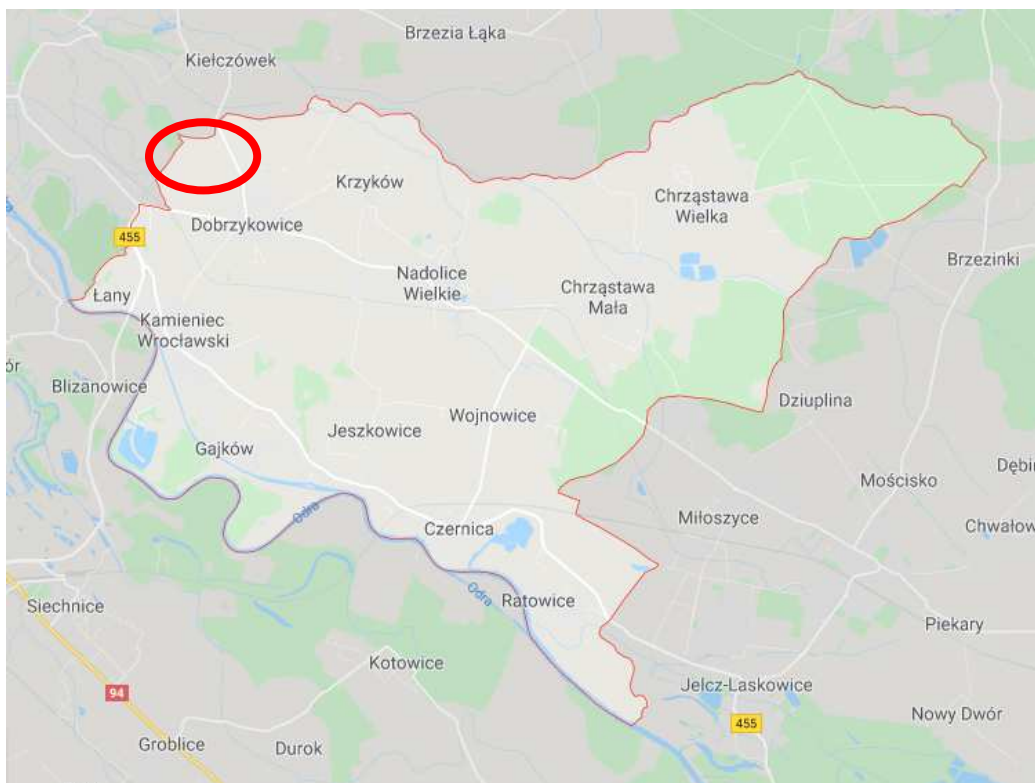 Brzezia Łąka
Kiełczówek
Krzyków
Chrząstawa
Wielka
Dobrzykowice
455
Brzezinki
Nadolice
Wielkie
Chrząstawa
Mała
Łany
Kamieniec
Wrocławski
ór
Blizanowice
Dziuplina
Wojnowice
Jeszkowice
Gajków
Mościsko
Dębin
Odra
Miłoszyce
Czernica
Chwałow
Odra
Ratowice
Siechnice
Piekary
Kotowice
Jelcz-Laskowice
94
Nowy Dwór
455
Groblice
Durok